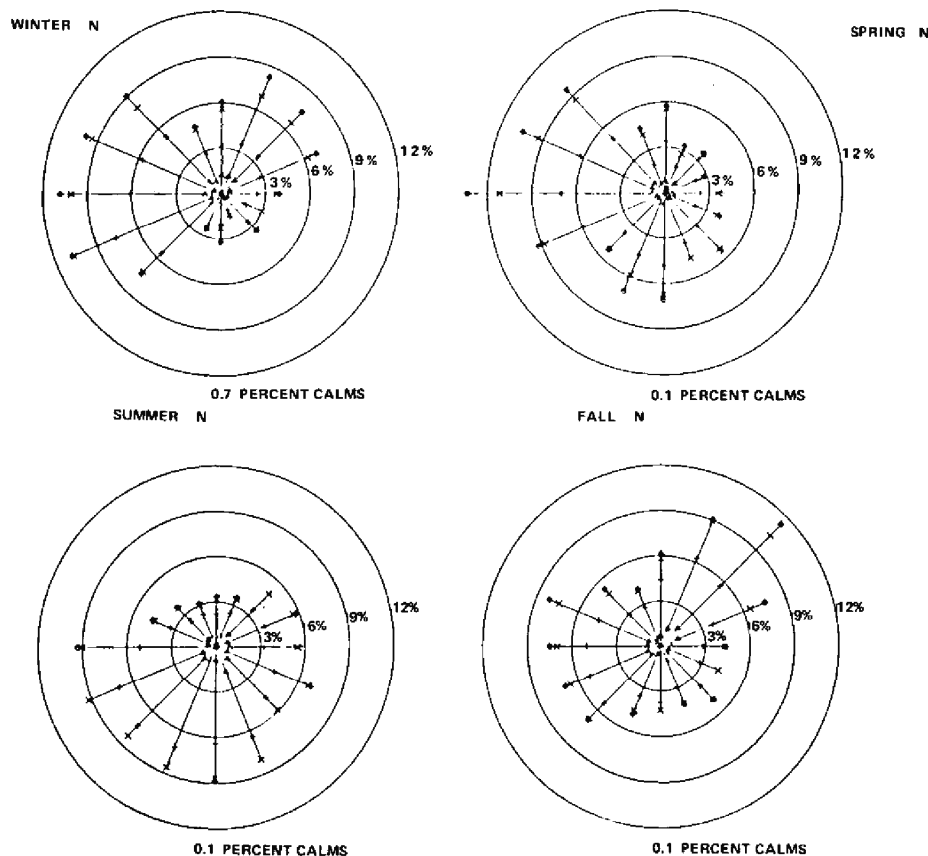 WINTER N
SPRING N
3%
6%
9%
12%
3%
6%
9%
12%
0.7 PERCENT CALMS
0.1 PERCENT CALMS
SUMMER N
FALL N
3%
6%
9%
12%
3%
6%
9%
12%
0.1 PERCENT CALMS
0.1 PERCENT CALMS